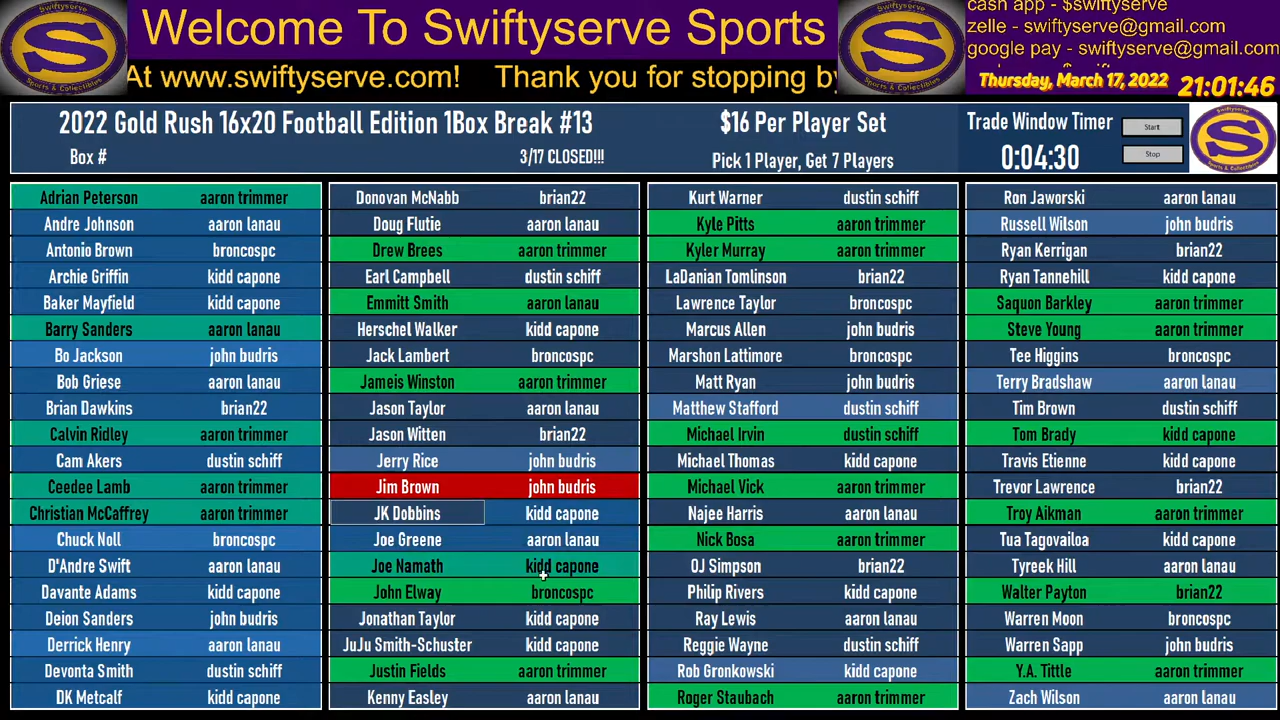 Welcome To Swiftyserve Sports
At www.swiftyserve.com! Thank you for stopping by
cash app - $swiftyserve
zelle - swiftyserve@gmail.com
google pay - swiftyserve@gmail.com
Thursday, March 17, 2022 21:01:46
2022 Gold Rush 16x20 Football Edition 1Box Break #13
Box # 3/17 CLOSED!!!
$16 Per Player Set
Pick 1 Player, Get 7 Players
Trade Window Timer
0:04:30
Start
Stop
Swiftyserve
Sports & Collectibles
Adrian Peterson aaron trimmer
Andre Johnson aaron lanau
Antonio Brown broncospc
Archie Griffin kidd capone
Baker Mayfield kidd capone
Barry Sanders aaron lanau
Bo Jackson john budris
Bob Griese aaron lanau
Brian Dawkins brian22
Calvin Ridley aaron trimmer
Cam Akers dustin schiff
Ceedee Lamb aaron trimmer
Christian McCaffrey aaron trimmer
Chuck Noll broncospc
D'Andre Swift aaron lanau
Davante Adams kidd capone
Deion Sanders john budris
Derrick Henry aaron lanau
Devonta Smith dustin schiff
DK Metcalf kidd capone
Donovan McNabb brian22
Doug Flutie aaron lanau
Drew Brees aaron trimmer
Earl Campbell dustin schiff
Emmitt Smith aaron lanau
Herschel Walker kidd capone
Jack Lambert broncospc
Jameis Winston aaron trimmer
Jason Taylor aaron lanau
Jason Witten brian22
Jerry Rice john budris
Jim Brown john budris
JK Dobbins kidd capone
Joe Greene aaron lanau
Joe Namath kidd capone
John Elway broncospc
Jonathan Taylor kidd capone
JuJu Smith-Schuster kidd capone
Justin Fields aaron trimmer
Kenny Easley aaron lanau
Kurt Warner dustin schiff
Kyle Pitts aaron trimmer
Kyler Murray aaron trimmer
LaDanian Tomlinson brian22
Lawrence Taylor broncospc
Marcus Allen john budris
Marshon Lattimore broncospc
Matt Ryan john budris
Matthew Stafford dustin schiff
Michael Irvin dustin schiff
Michael Thomas kidd capone
Michael Vick aaron trimmer
Najee Harris aaron lanau
Nick Bosa aaron trimmer
OJ Simpson brian22
Philip Rivers kidd capone
Ray Lewis aaron lanau
Reggie Wayne dustin schiff
Rob Gronkowski kidd capone
Roger Staubach aaron trimmer
Ron Jaworski aaron lanau
Russell Wilson john budris
Ryan Kerrigan brian22
Ryan Tannehill kidd capone
Saquon Barkley aaron trimmer
Steve Young aaron trimmer
Tee Higgins broncospc
Terry Bradshaw aaron lanau
Tim Brown dustin schiff
Tom Brady kidd capone
Travis Etienne kidd capone
Trevor Lawrence brian22
Troy Aikman aaron trimmer
Tua Tagovailoa kidd capone
Tyreek Hill aaron lanau
Walter Payton brian22
Warren Moon broncospc
Warren Sapp john budris
Y.A. Tittle aaron trimmer
Zach Wilson aaron lanau